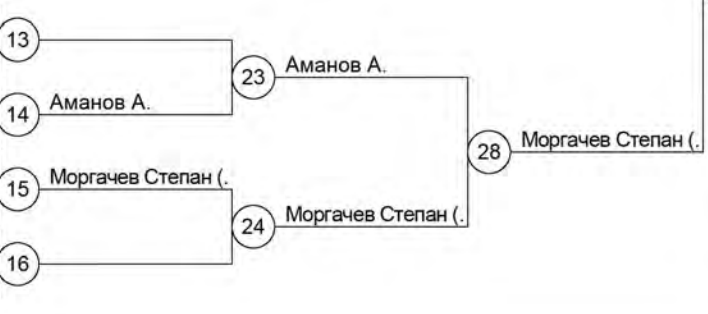 13
23
Аманов А.
14
Аманов А.
28
Моргачев Степан (.
15
Моргачев Степан (.
24
Моргачев Степан (.
16